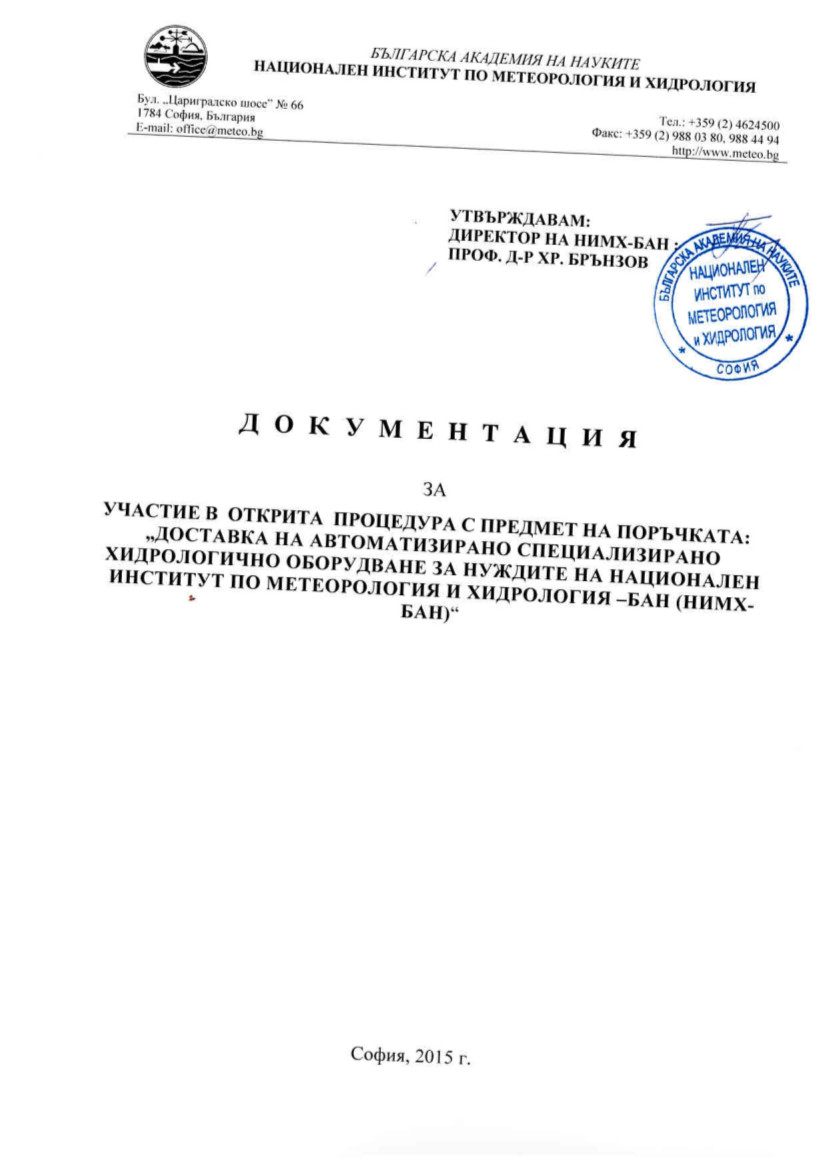 БЪЛГАРСКА АКАДЕМИЯ НА НАУКИТЕ
НАЦИОНАЛЕН ИНСТИТУТ ПО МЕТЕОРОЛОГИЯ И ХИДРОЛОГИЯ
Бул. „Цариградско шосе" № 66
1784 София, България
E-mail: office@meteo.bg
Тел.: +359 (2) 4624500
Факс: +359 (2) 988 03 80, 988 44 94
http://www.meteo.bg
УТВЪРЖДАВАМ:
ДИРЕКТОР НА НИМХ-БАН :
ПРОФ. Д-Р ХР. БРЪНЗОВ
БЪЛГАРСКА АКАДЕМИЯ НА НАУКИТЕ
НАЦИОНАЛЕН
ИНСТИТУТ по
МЕТЕОРОЛОГИЯ
и ХИДРОЛОГИЯ
* СОФИЯ *
Д О К У М Е Н Т А Ц И Я
ЗА
УЧАСТИЕ В ОТКРИТА ПРОЦЕДУРА С ПРЕДМЕТ НА ПОРЪЧКАТА:
„ДОСТАВКА НА АВТОМАТИЗИРАНО СПЕЦИАЛИЗИРАНО
ХИДРОЛОГИЧНО ОБОРУДВАНЕ ЗА НУЖДИТЕ НА НАЦИОНАЛЕН
ИНСТИТУТ ПО МЕТЕОРОЛОГИЯ И ХИДРОЛОГИЯ –БАН (НИМХ-
БАН)“
София, 2015 г.